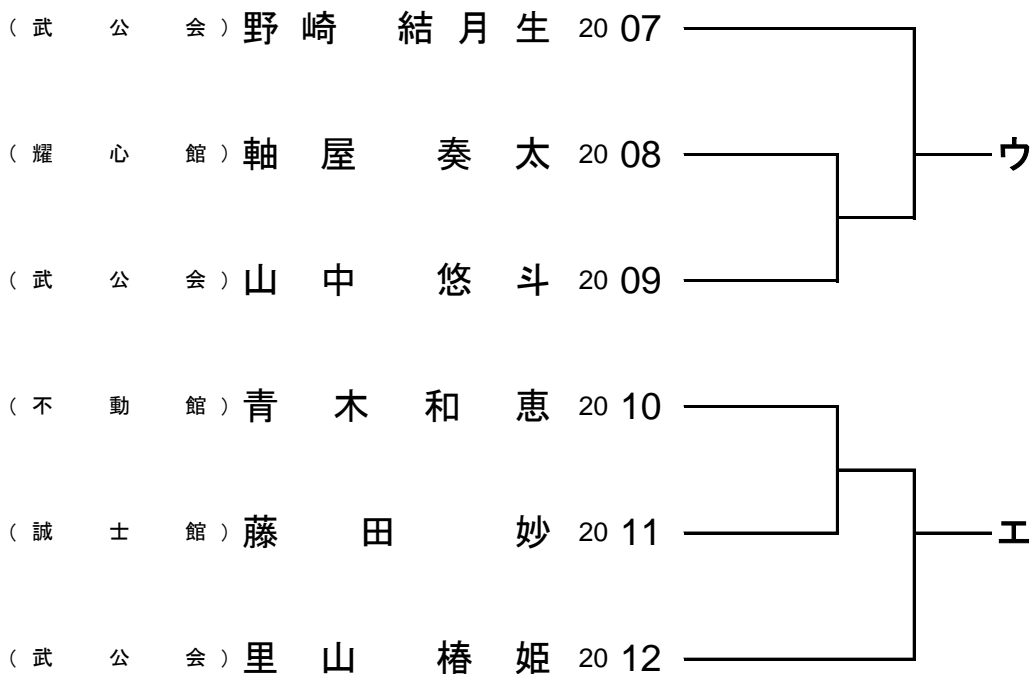 （武公会）野崎 結月生 20 07
（耀心館）軸屋 奏太 20 08
ウ
（武公会）山中 悠斗 20 09
（不動館）青木和恵 20 10
（誠士館）藤田 妙 20 11
エ
（武公会）里山 椿姫 20 12